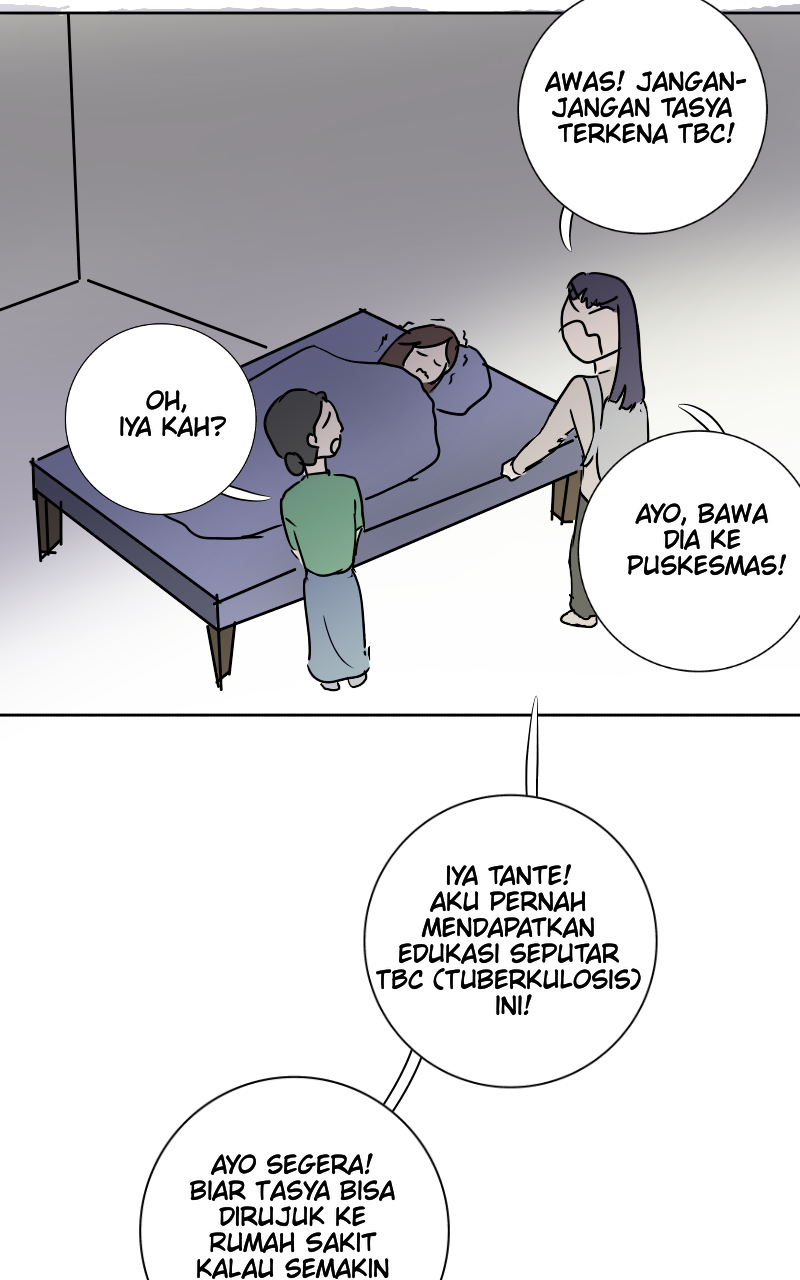 AWAS! JANGAN-
JANGAN TASYA
TERKENA TBC!
OH,
IYA KAH?
AYO, BAWA
DIA KE
PUSKESMAS!
IYA TANTE!
AKU PERNAH
MENDAPATKAN
EDUKASI SEPUTAR
TBC (TUBERKULOSIS)
INI!
AYO SEGERA!
BIAR TASYA BISA
DIRUJUK KE
RUMAH SAKIT
KALAU SEMAKIN